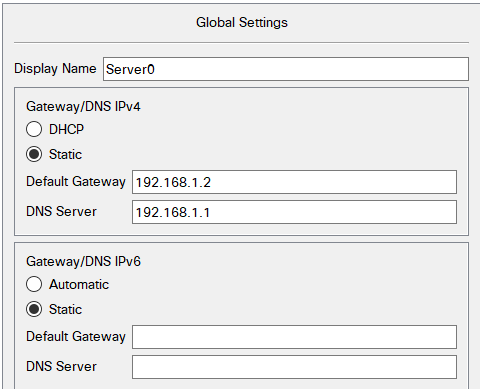 Global Settings
Display Name Server0
Gateway/DNS IPv4
DHCP
Static
Default Gateway 192.168.1.2
DNS Server 192.168.1.1
Gateway/DNS IPv6
Automatic
Static
Default Gateway
DNS Server